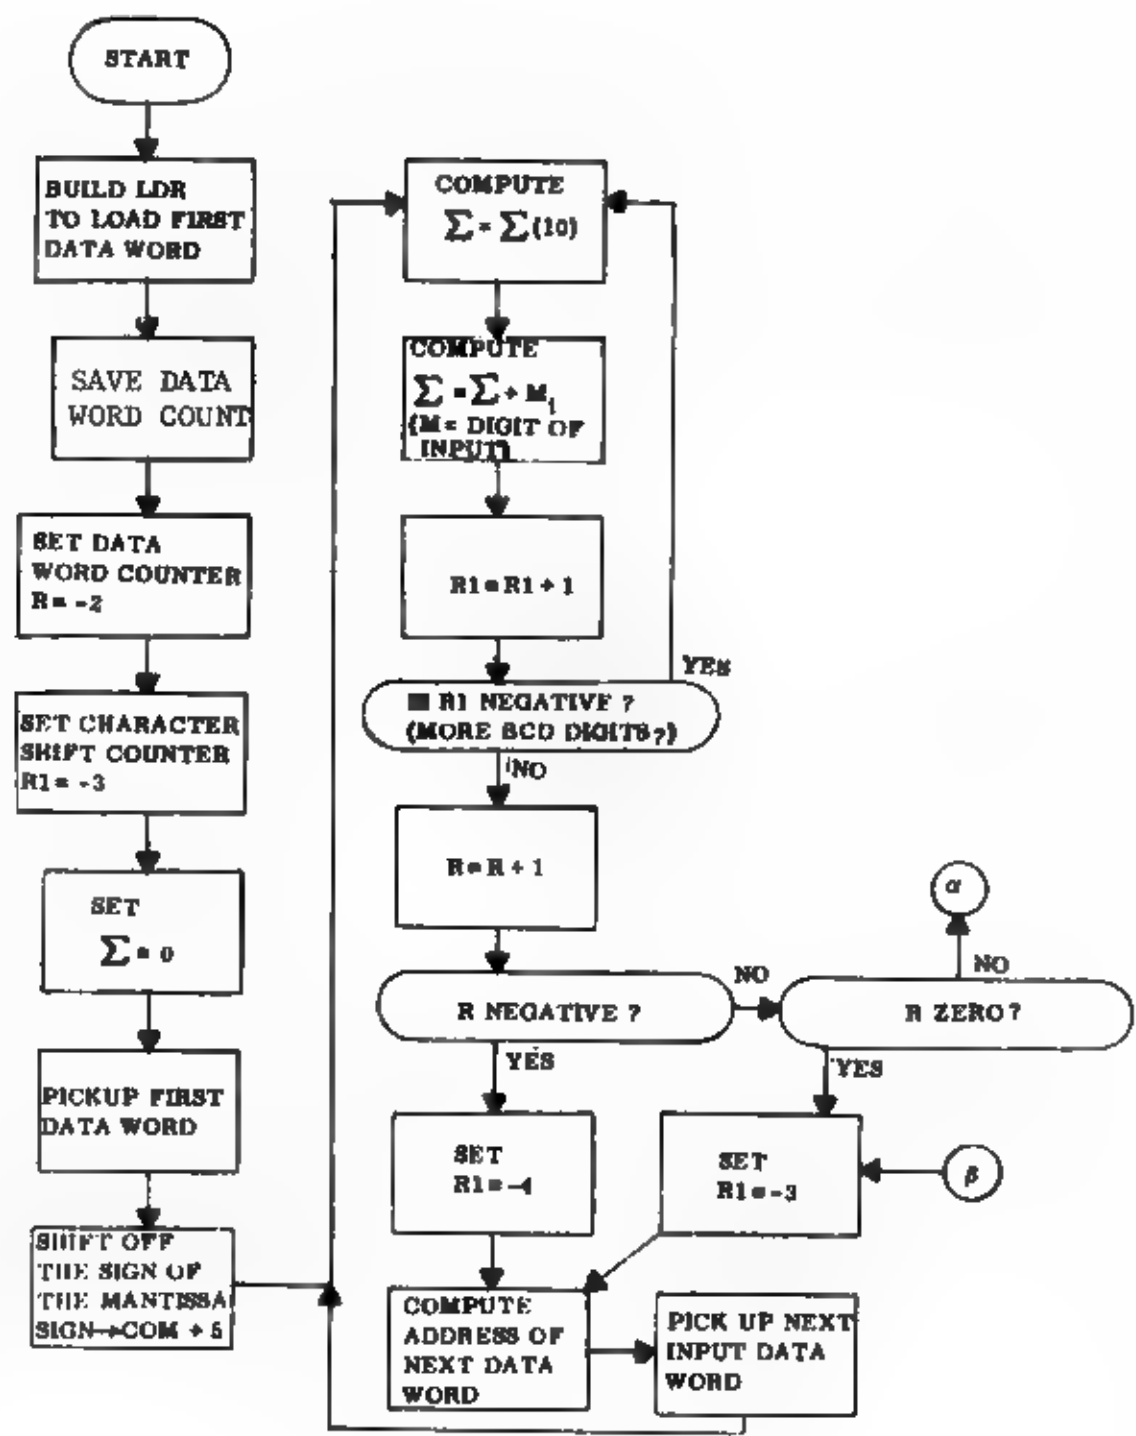 START
BUILD LDR
TO LOAD FIRST
DATA WORD
SAVE DATA
WORD COUNT
SET DATA
WORD COUNTER
R = -2
SET CHARACTER
SHIFT COUNTER
R1 = -3
SET
Σ = 0
PICKUP FIRST
DATA WORD
SHIFT OFF
THE SIGN OF
THE MANTISSA
SIGN→COM + 5
COMPUTE
Σ = Σ (10)
COMPUTE
Σ = Σ + M1
(M = DIGIT OF
INPUT)
R1 = R1 + 1
R1 NEGATIVE ?
(MORE BCD DIGITS?)
YES
NO
R = R + 1
R NEGATIVE ?
NO
YES
R ZERO ?
NO
α
YES
SET
R1 = -4
SET
R1 = -3
β
COMPUTE
ADDRESS OF
NEXT DATA
WORD
PICK UP NEXT
INPUT DATA
WORD